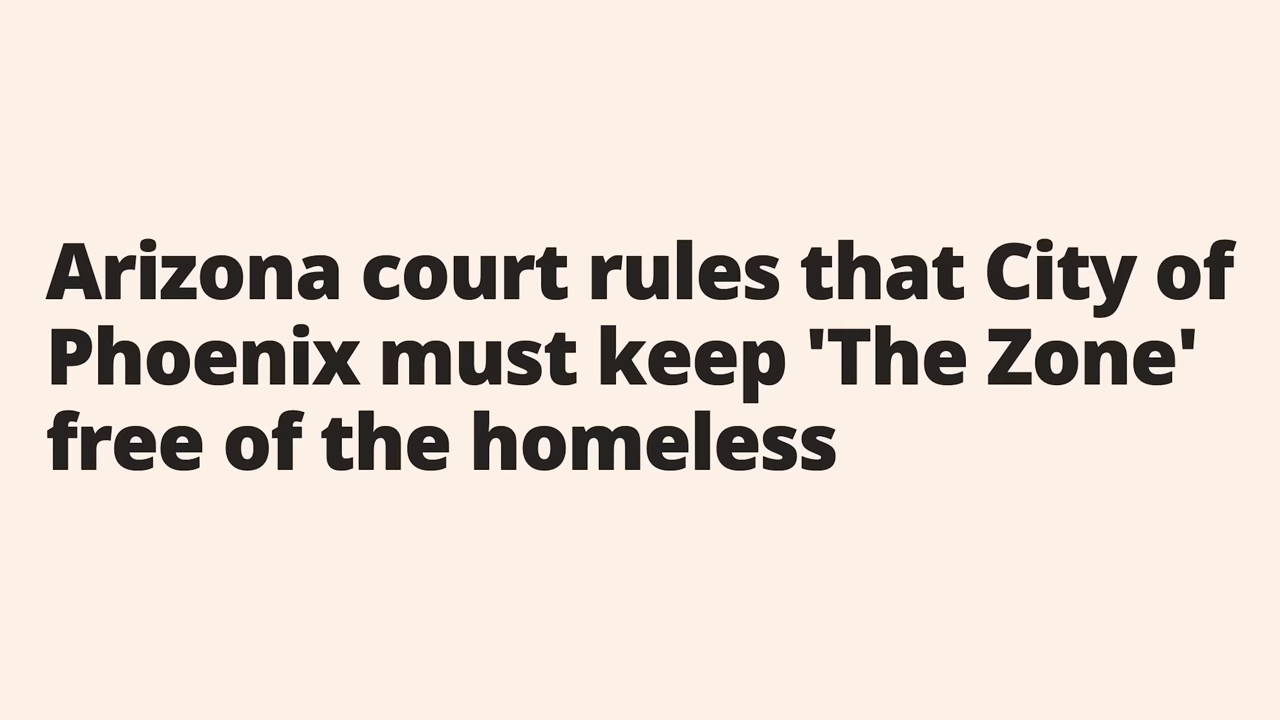 Arizona court rules that City of
Phoenix must keep 'The Zone'
free of the homeless